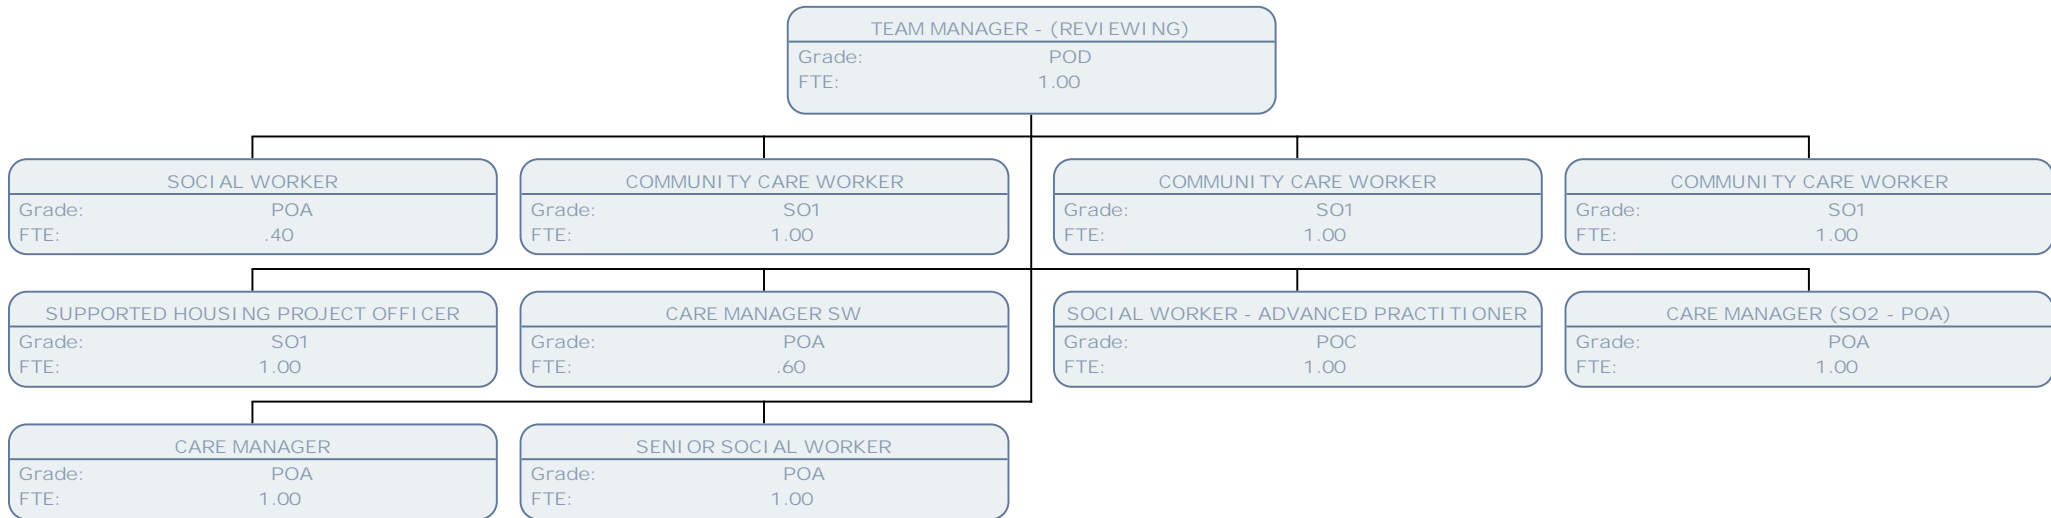 TEAM MANAGER - (REVIEWING)
Grade: POD
FTE: 1.00
SOCIAL WORKER
Grade: POA
FTE: .40
COMMUNITY CARE WORKER
Grade: SO1
FTE: 1.00
COMMUNITY CARE WORKER
Grade: SO1
FTE: 1.00
COMMUNITY CARE WORKER
Grade: SO1
FTE: 1.00
SUPPORTED HOUSING PROJECT OFFICER
Grade: SO1
FTE: 1.00
CARE MANAGER SW
Grade: POA
FTE: .60
SOCIAL WORKER - ADVANCED PRACTITIONER
Grade: POC
FTE: 1.00
CARE MANAGER (SO2 - POA)
Grade: POA
FTE: 1.00
CARE MANAGER
Grade: POA
FTE: 1.00
SENIOR SOCIAL WORKER
Grade: POA
FTE: 1.00